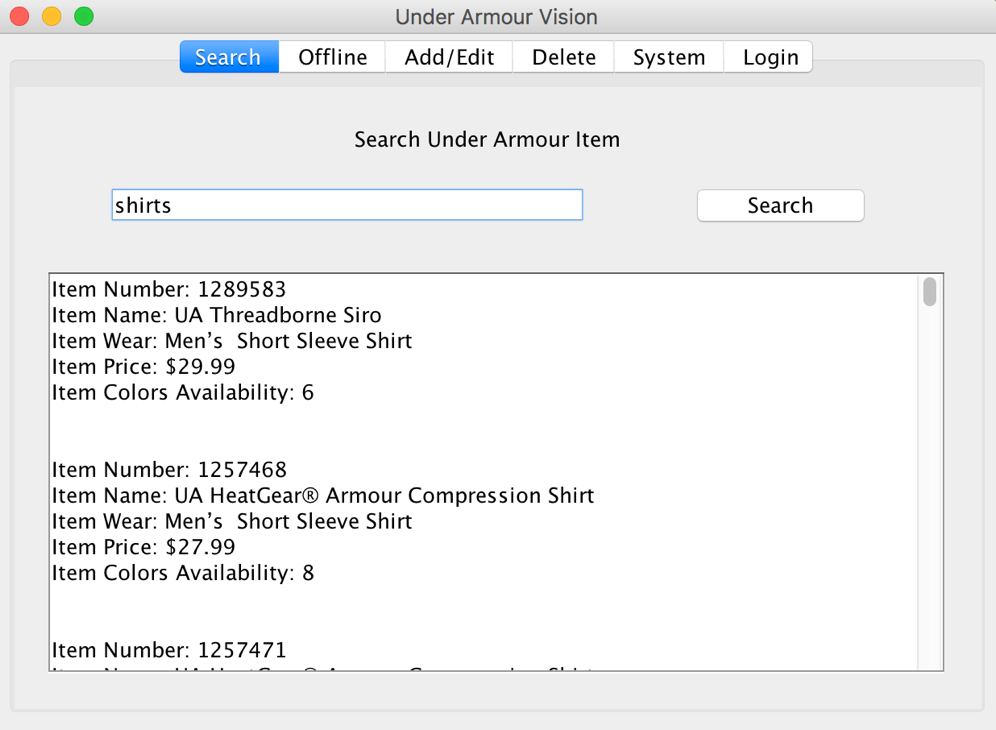 Under Armour Vision
Search Offline Add/Edit Delete System Login
Search Under Armour Item
shirts Search
Item Number: 1289583
Item Name: UA Threadborne Siro
Item Wear: Men’s  Short Sleeve Shirt
Item Price: $29.99
Item Colors Availability: 6
Item Number: 1257468
Item Name: UA HeatGear® Armour Compression Shirt
Item Wear: Men’s  Short Sleeve Shirt
Item Price: $27.99
Item Colors Availability: 8
Item Number: 1257471